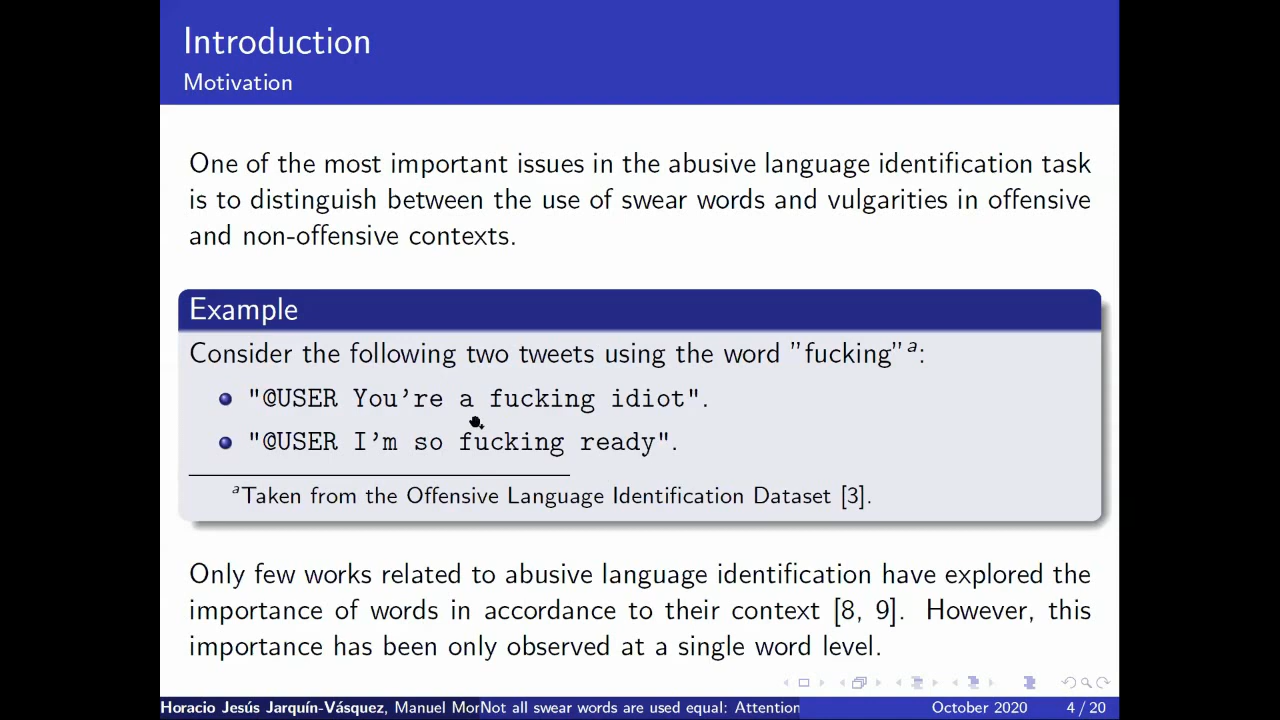 Introduction
Motivation
One of the most important issues in the abusive language identification task
is to distinguish between the use of swear words and vulgarities in offensive
and non-offensive contexts.
Example
Consider the following two tweets using the word ”fucking”ᵃ:
"@USER You’re a fucking idiot".
"@USER I’m so fucking ready".
ᵃTaken from the Offensive Language Identification Dataset [3].
Only few works related to abusive language identification have explored the
importance of words in accordance to their context [8, 9]. However, this
importance has been only observed at a single word level.
Horacio Jesús Jarquín-Vásquez, Manuel MorNot all swear words are used equal: Attention October 2020 4 / 20